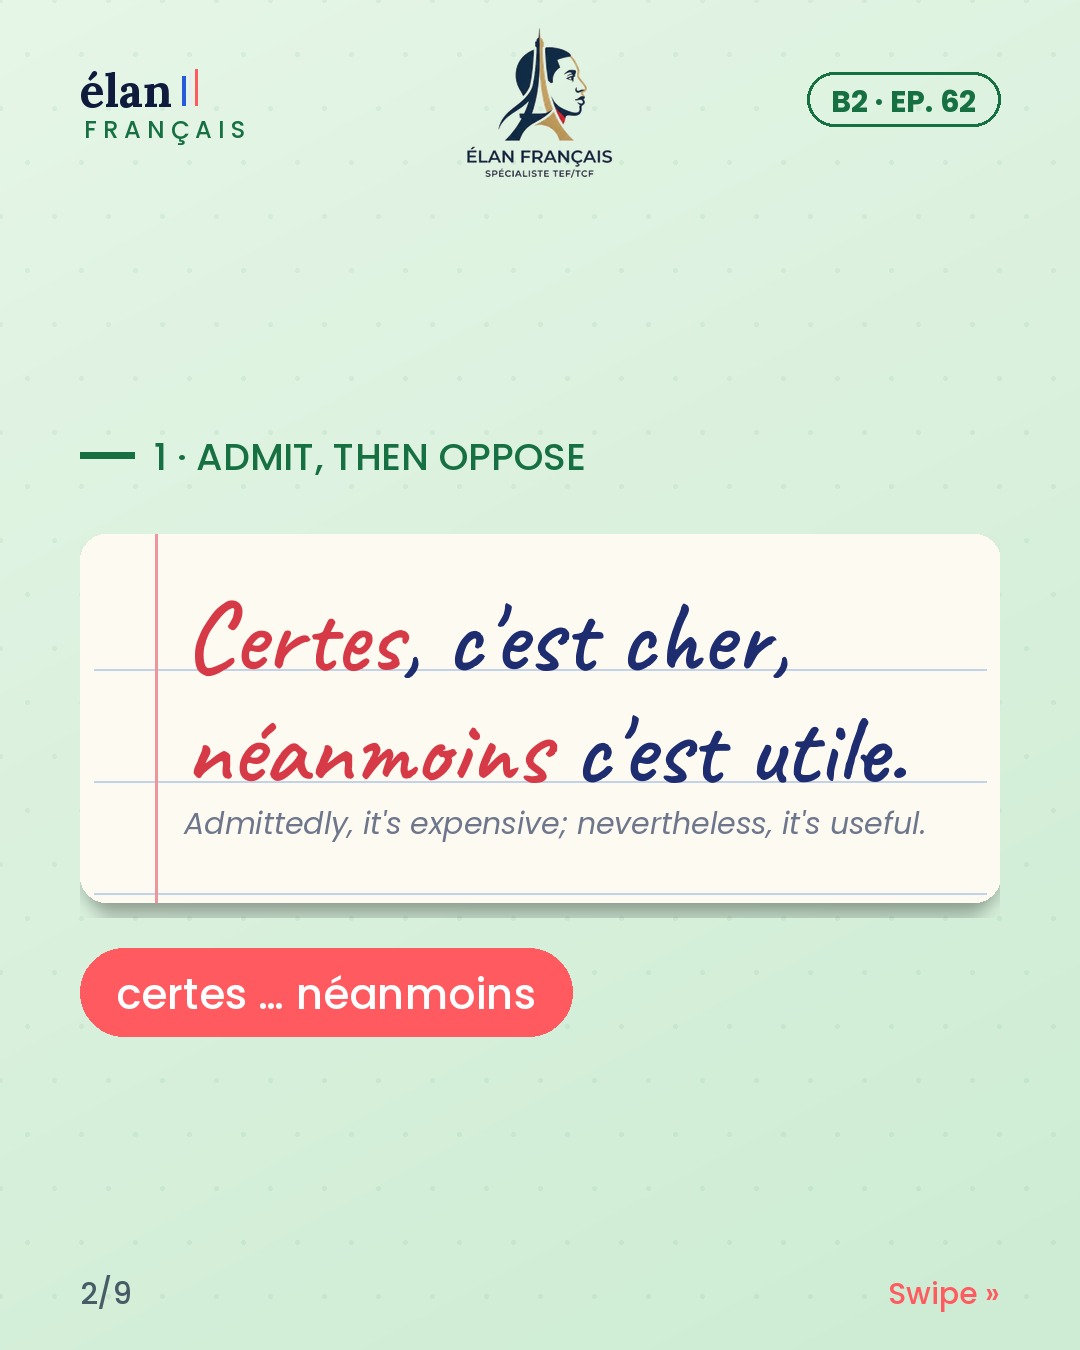 élan
FRANÇAIS
ÉLAN FRANÇAIS
SPÉCIALISTE TEF/TCF
B2 · EP. 62
1 · ADMIT, THEN OPPOSE
Certes, c'est cher,
néanmoins c'est utile.
Admittedly, it's expensive; nevertheless, it's useful.
certes ... néanmoins
2/9
Swipe »